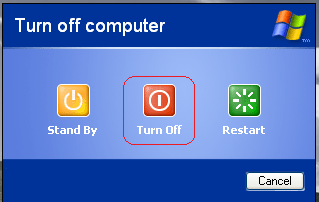 Turn off computer
Stand By
Turn Off
Restart
Cancel